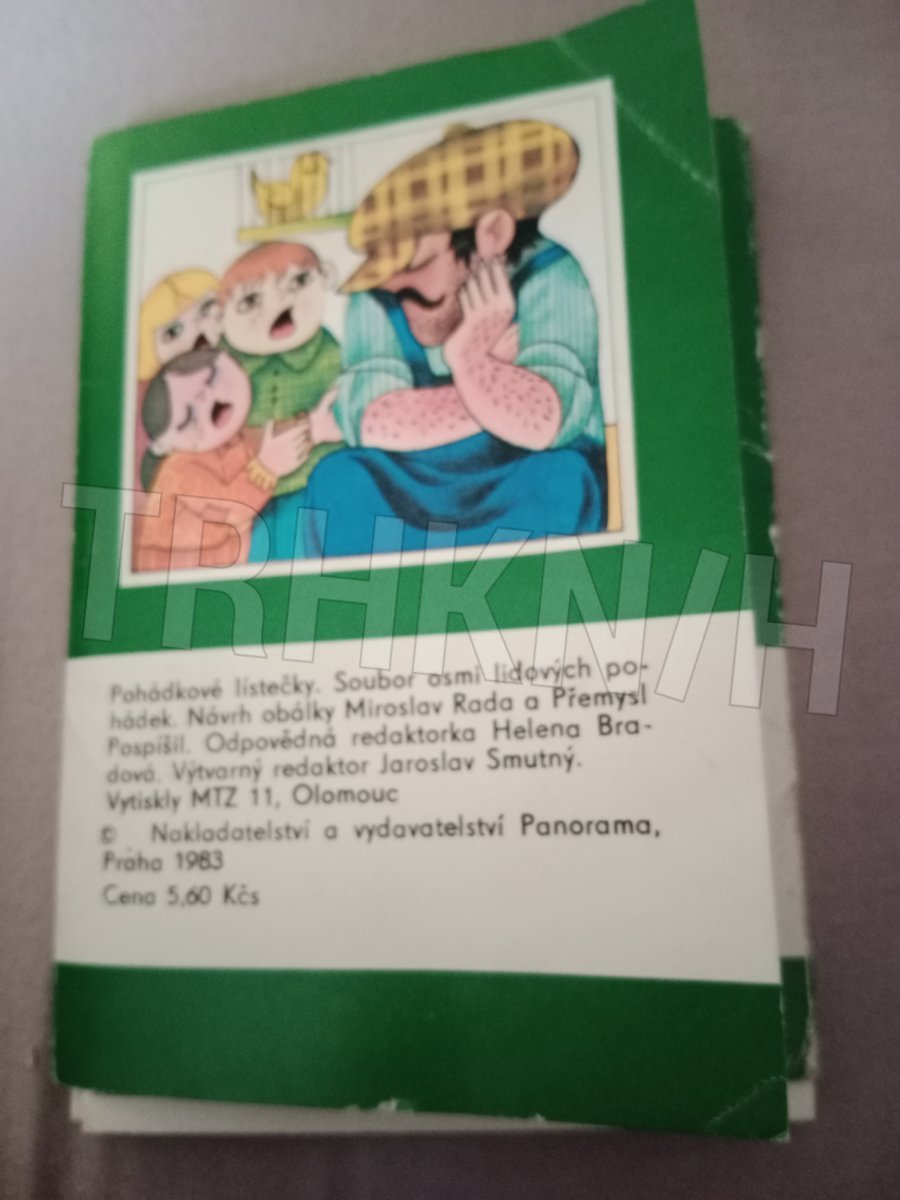 Pohádkové lístečky. Soubor osmi lidových po-
hádek. Návrh obálky Miroslav Rada a Přemysl
Pospíšil. Odpovědná redaktorka Helena Bra-
dová. Výtvarný redaktor Jaroslav Smutný.
Vytiskly MTZ 11, Olomouc
© Nakladatelství a vydavatelství Panorama,
Praha 1983
Cena 5,60 Kčs
TRHKNIH